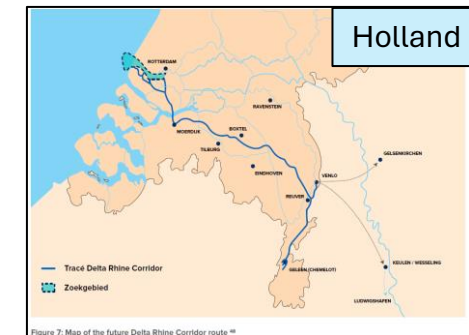 Holland
ROTTERDAM
RAVENSTEIN
MOERDIJK
BOXTEL
TILBURG
EINDHOVEN
GELSENKIRCHEN
VENLO
REUVER
GELEEN (CHEMELOT)
KEULEN / WESSELING
LUDWIGSHAFEN
Tracé Delta Rhine Corridor
Zoekgebied
Figure 7: Map of the future Delta Rhine Corridor route